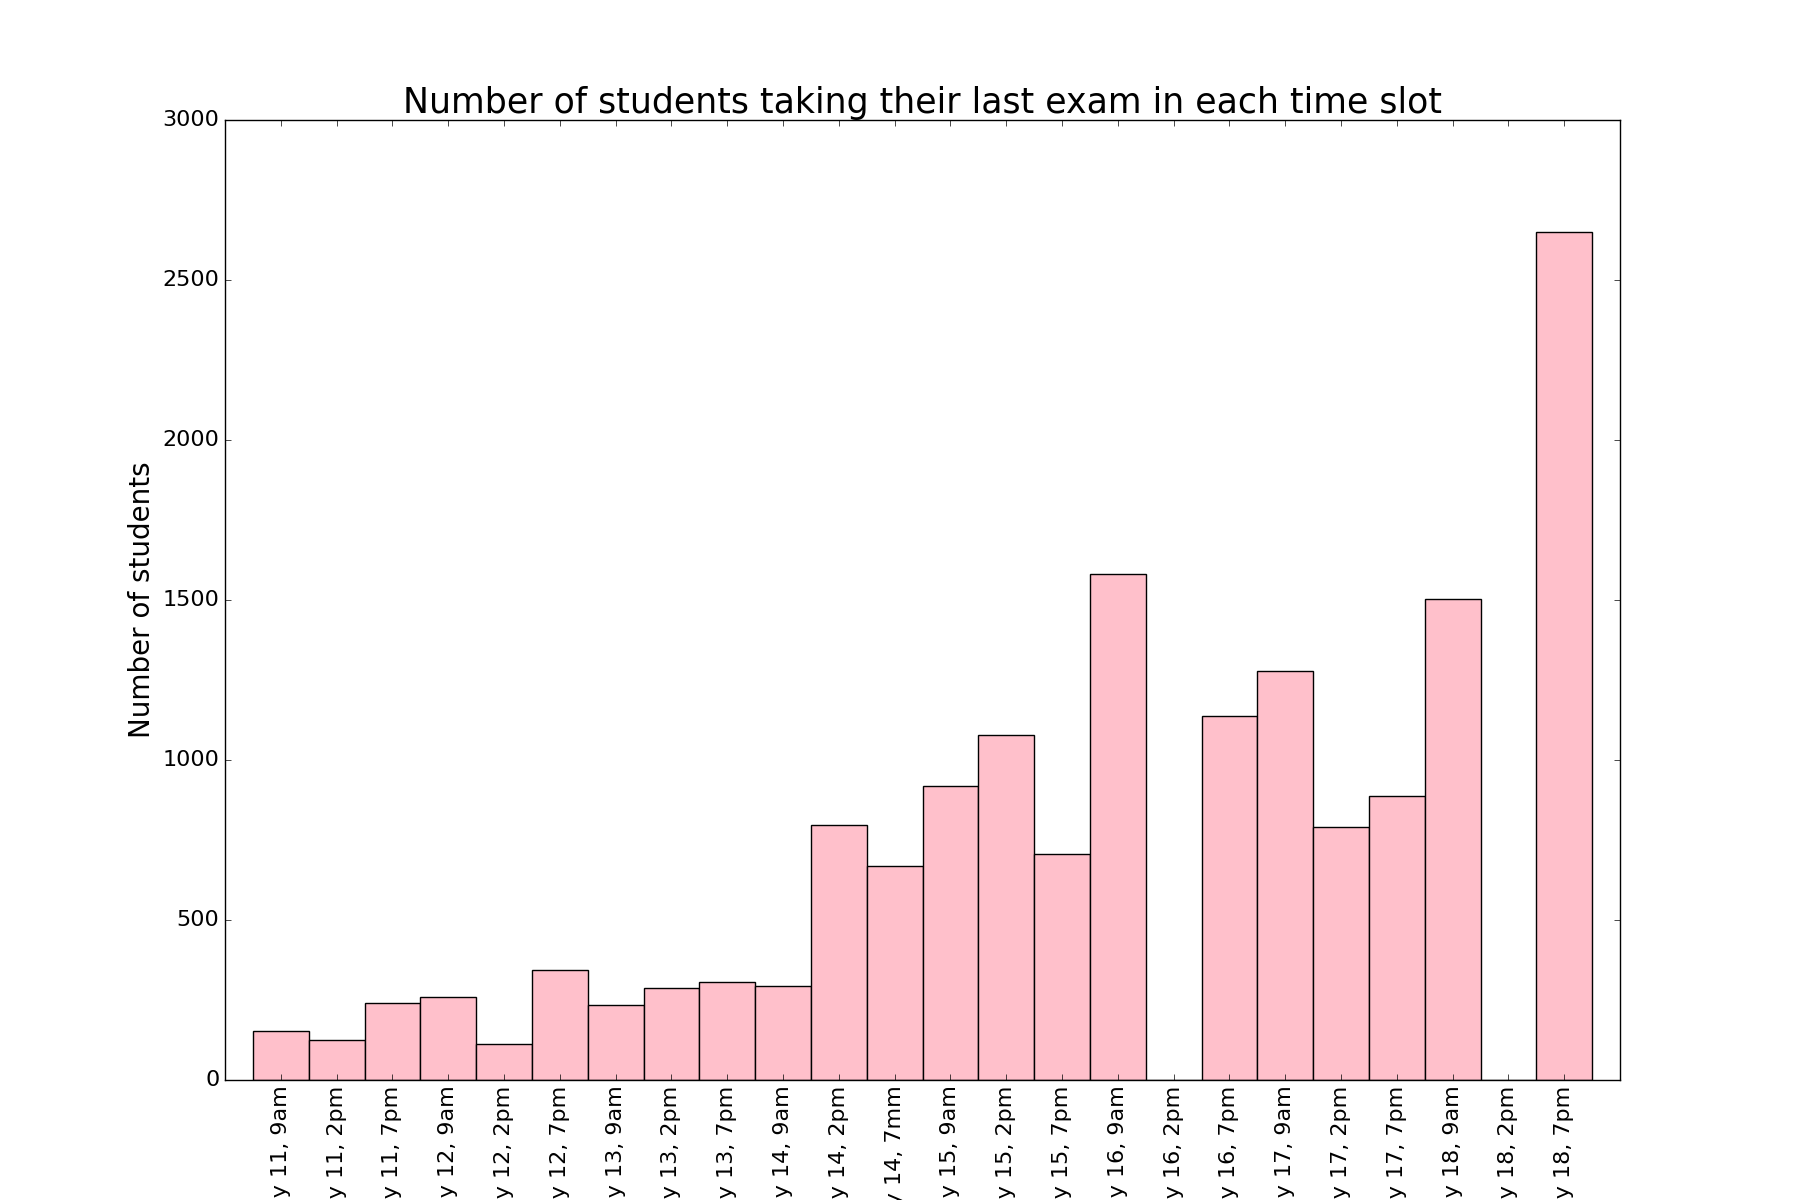 Number of students taking their last exam in each time slot
Number of students
3000
2500
2000
1500
1000
500
0
y 11, 9am
y 11, 2pm
y 11, 7pm
y 12, 9am
y 12, 2pm
y 12, 7pm
y 13, 9am
y 13, 2pm
y 13, 7pm
y 14, 9am
y 14, 2pm
y 14, 7mm
y 15, 9am
y 15, 2pm
y 15, 7pm
y 16, 9am
y 16, 2pm
y 16, 7pm
y 17, 9am
y 17, 2pm
y 17, 7pm
y 18, 9am
y 18, 2pm
y 18, 7pm